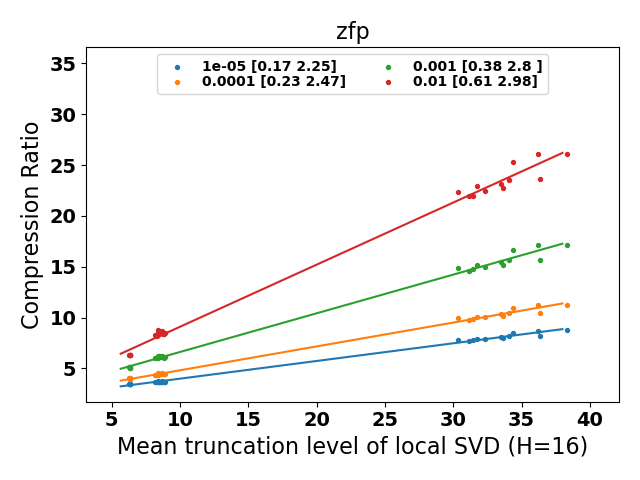 zfp
1e-05 [0.17 2.25]
0.0001 [0.23 2.47]
0.001 [0.38 2.8 ]
0.01 [0.61 2.98]
Compression Ratio
35
30
25
20
15
10
5
5 10 15 20 25 30 35 40
Mean truncation level of local SVD (H=16)